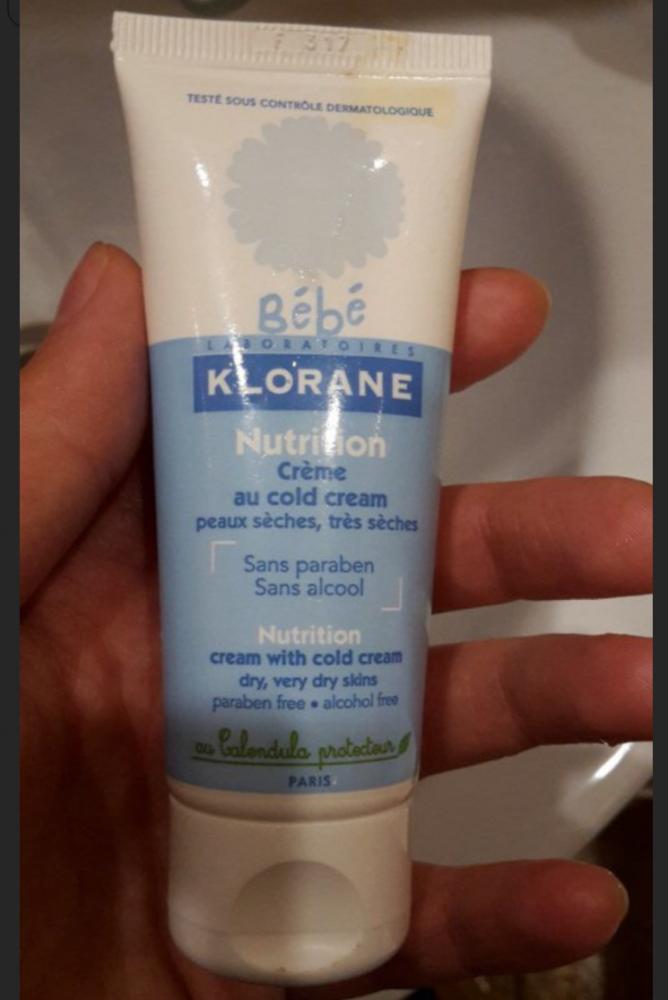 F 317
TESTÉ SOUS CONTRÔLE DERMATOLOGIQUE
Bébé
LABORATOIRES
KLORANE
Nutrition
Crème
au cold cream
peaux sèches, très sèches
Sans paraben
Sans alcool
Nutrition
cream with cold cream
dry, very dry skins
paraben free • alcohol free
au Calendula protecteur
PARIS